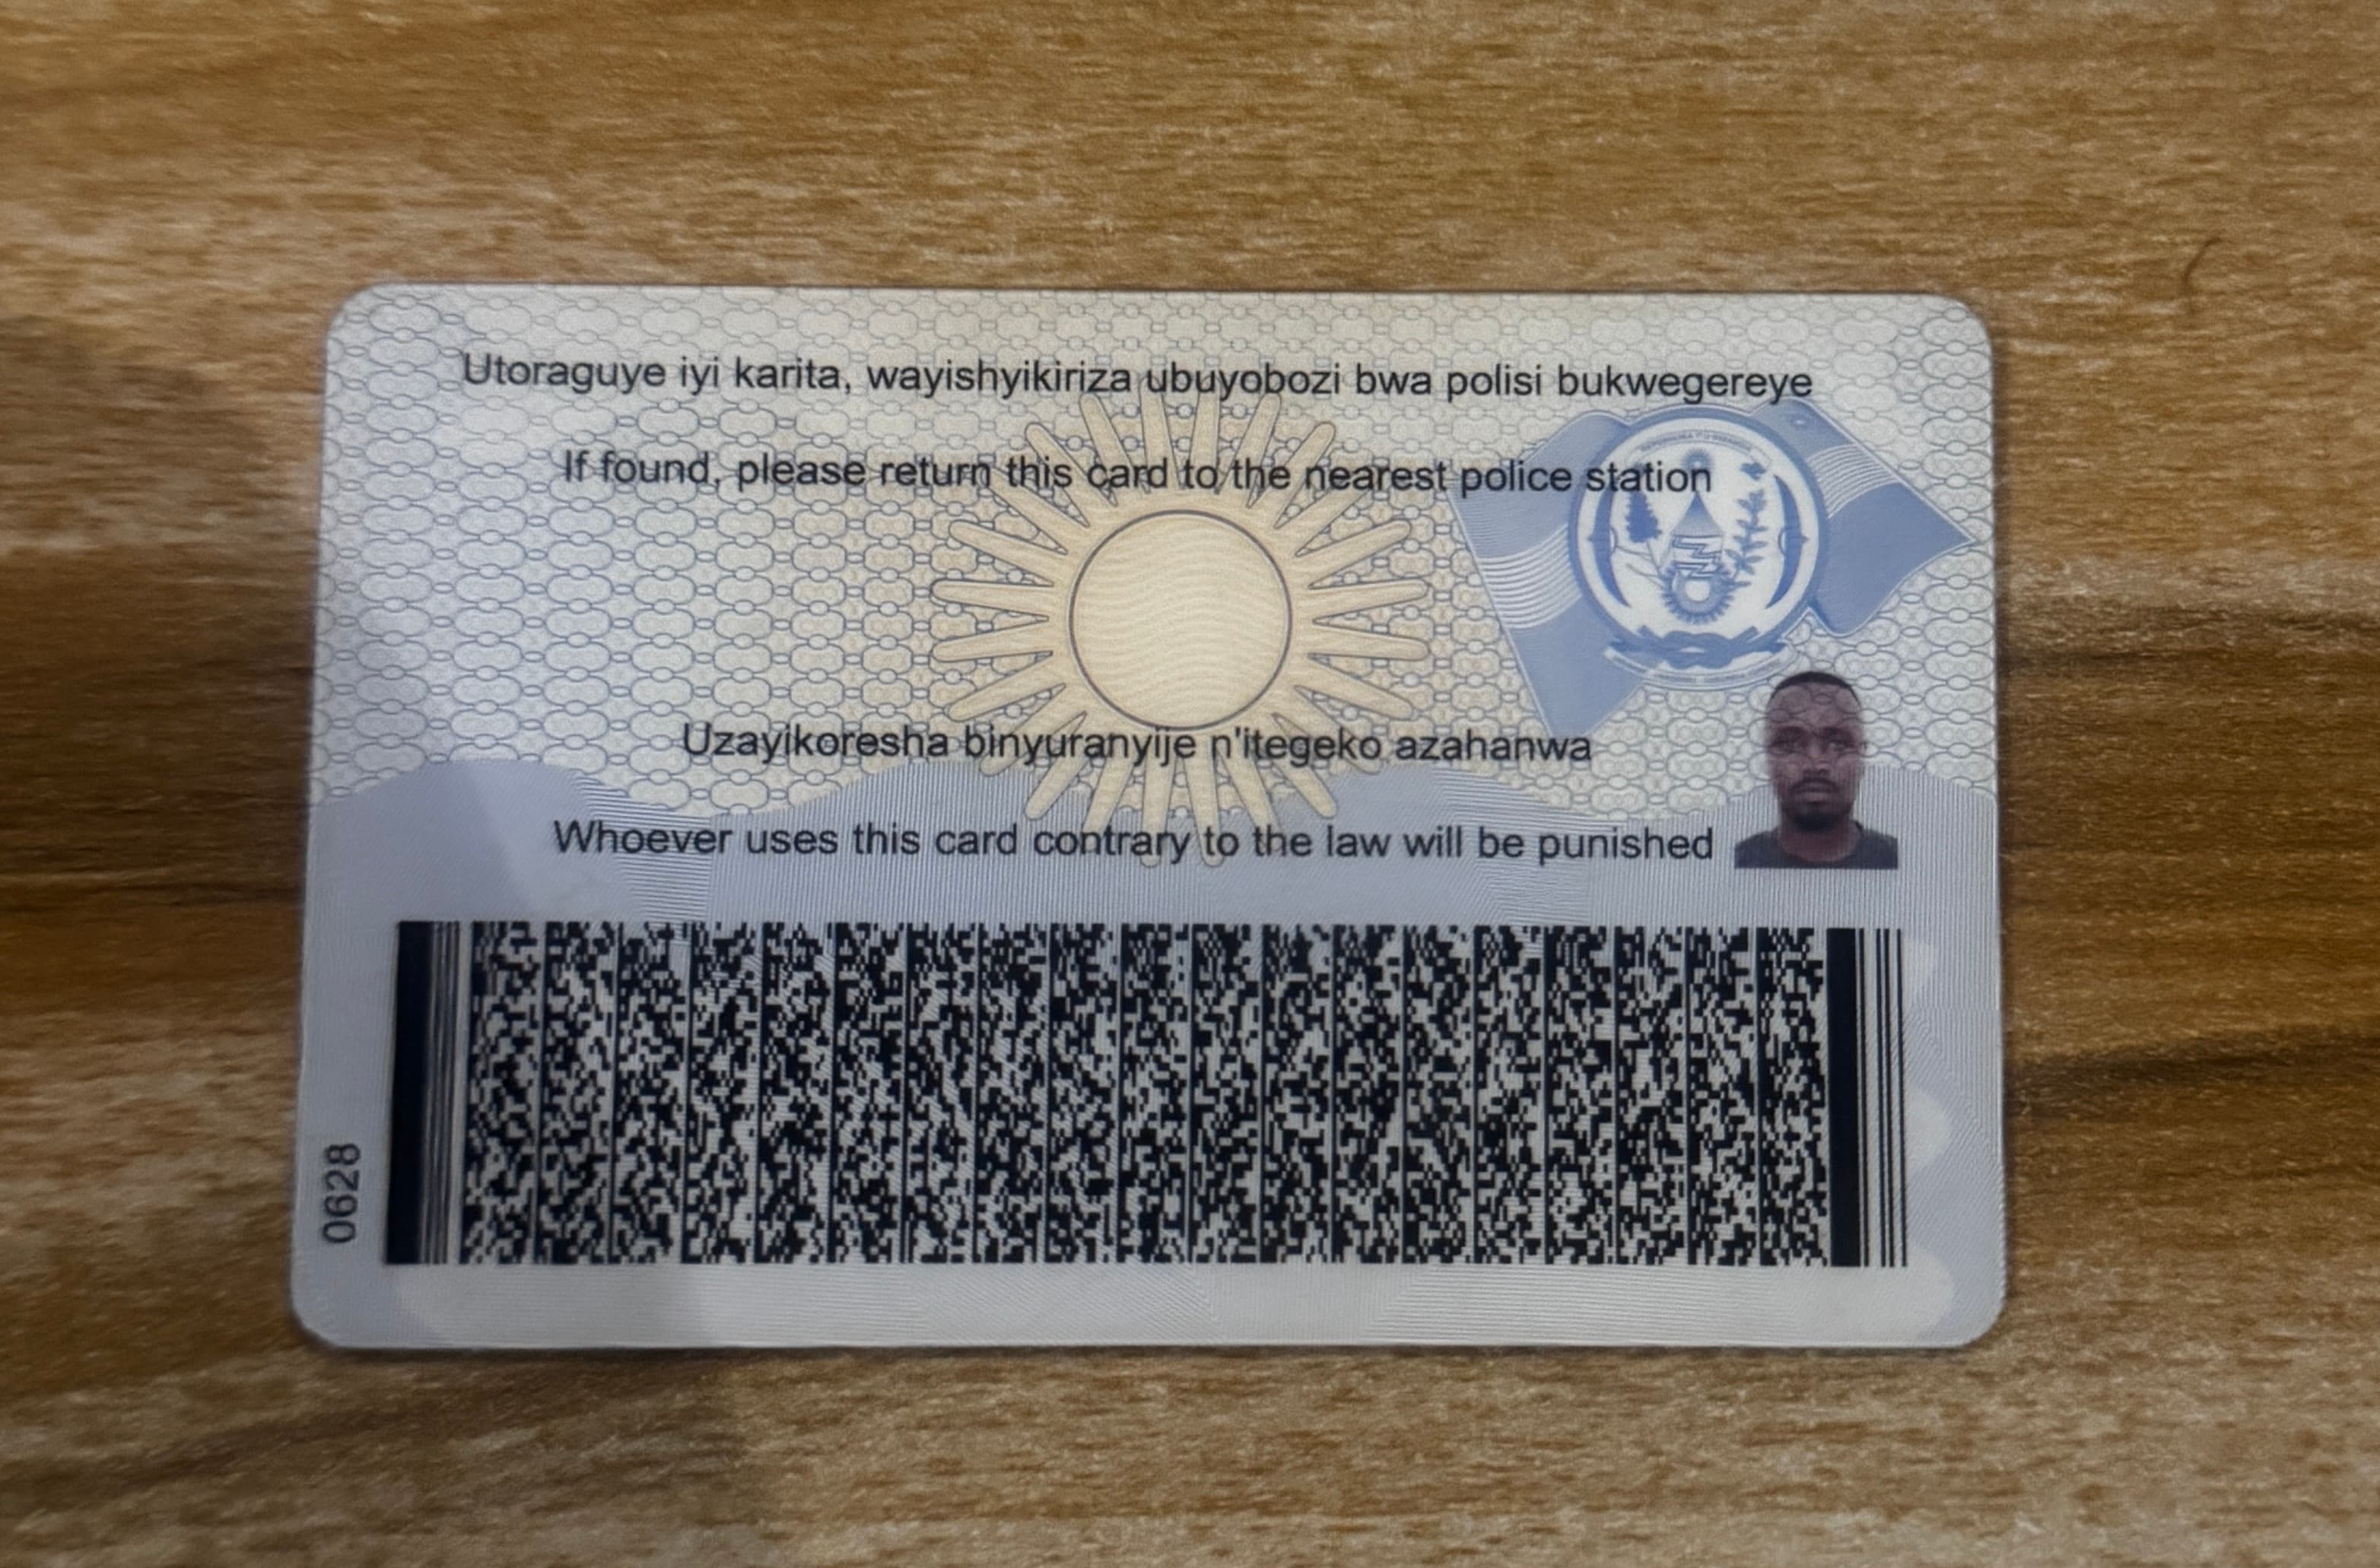 Utoraguye iyi karita, wayishyikiriza ubuyobozi bwa polisi bukwegereye
If found, please return this card to the nearest police station
Uzayikoresha binyuranyije n'itegeko azahanwa
Whoever uses this card contrary to the law will be punished
0628